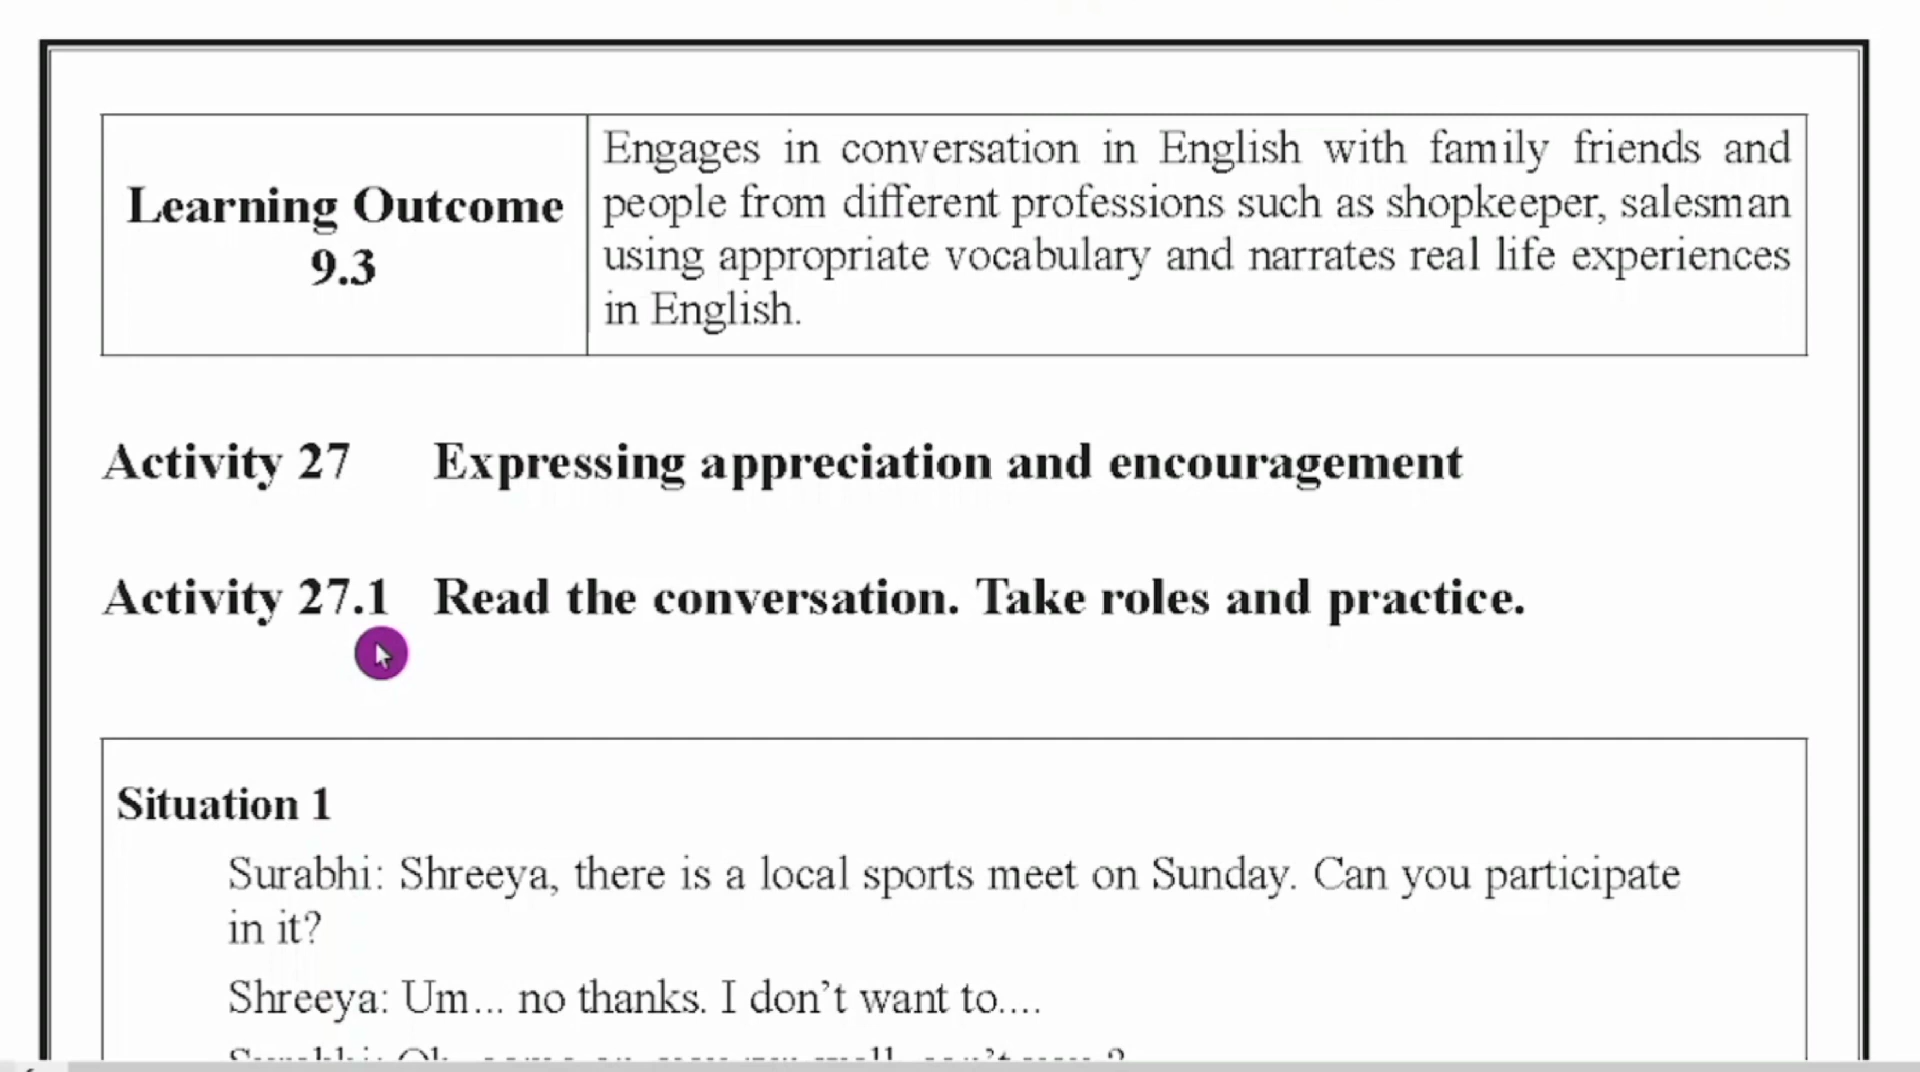 Learning Outcome
9.3
Engages in conversation in English with family friends and
people from different professions such as shopkeeper, salesman
using appropriate vocabulary and narrates real life experiences
in English.
Activity 27 Expressing appreciation and encouragement
Activity 27.1 Read the conversation. Take roles and practice.
Situation 1
Surabhi: Shreeya, there is a local sports meet on Sunday. Can you participate
in it?
Shreeya: Um... no thanks. I don’t want to....